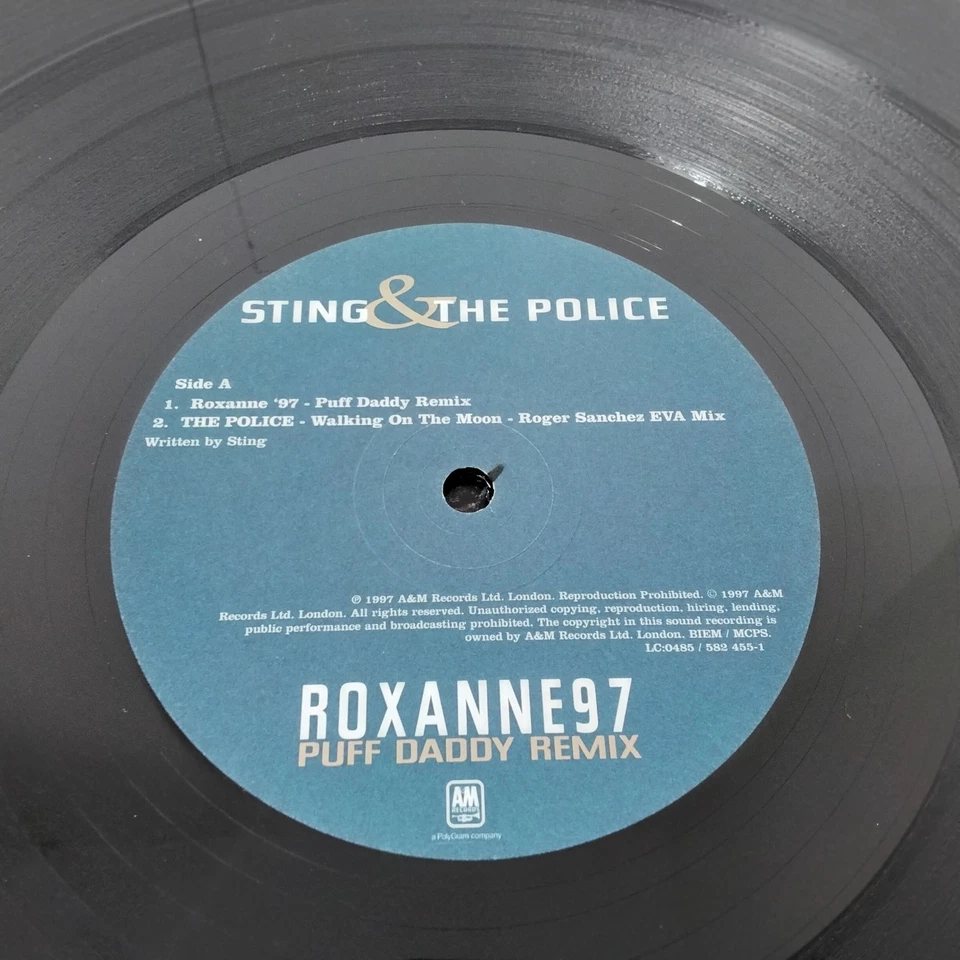 STING & THE POLICE
Side A
1. Roxanne '97 - Puff Daddy Remix
2. THE POLICE - Walking On The Moon - Roger Sanchez EVA Mix
Written by Sting
℗ 1997 A&M Records Ltd. London. Reproduction Prohibited. © 1997 A&M
Records Ltd. London. All rights reserved. Unauthorized copying, reproduction, hiring, lending,
public performance and broadcasting prohibited. The copyright in this sound recording is
owned by A&M Records Ltd. London. BIEM / MCPS.
LC:0485 / 582 455-1
ROXANNE97
PUFF DADDY REMIX
AM
RECORDS
a PolyGram company